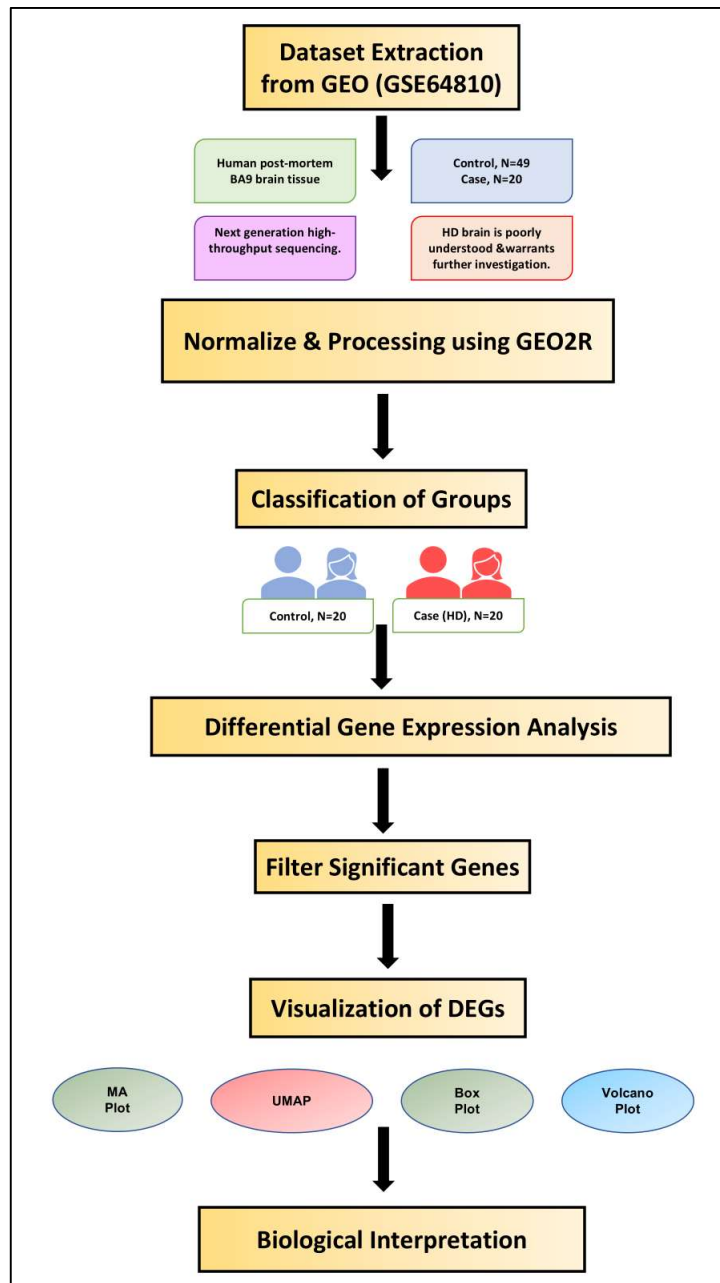 Dataset Extraction
from GEO (GSE64810)
Human post-mortem
BA9 brain tissue
Control, N=49
Case, N=20
Next generation high-
throughput sequencing.
HD brain is poorly
understood &warrants
further investigation.
Normalize & Processing using GEO2R
Classification of Groups
Control, N=20
Case (HD), N=20
Differential Gene Expression Analysis
Filter Significant Genes
Visualization of DEGs
MA
Plot
UMAP
Box
Plot
Volcano
Plot
Biological Interpretation